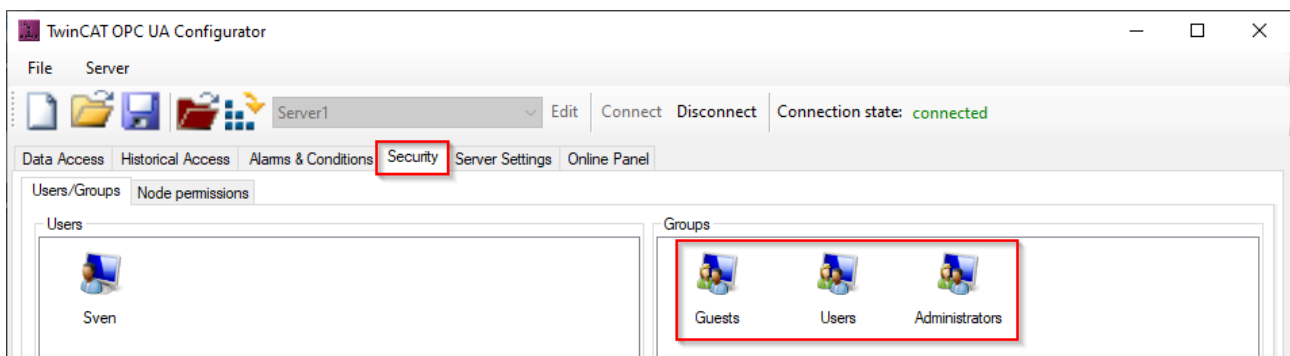 TwinCAT OPC UA Configurator
File Server
Server1 Edit Connect Disconnect Connection state: connected
Data Access Historical Access Alarms & Conditions Security Server Settings Online Panel
Users/Groups Node permissions
Users Groups
Sven Guests Users Administrators